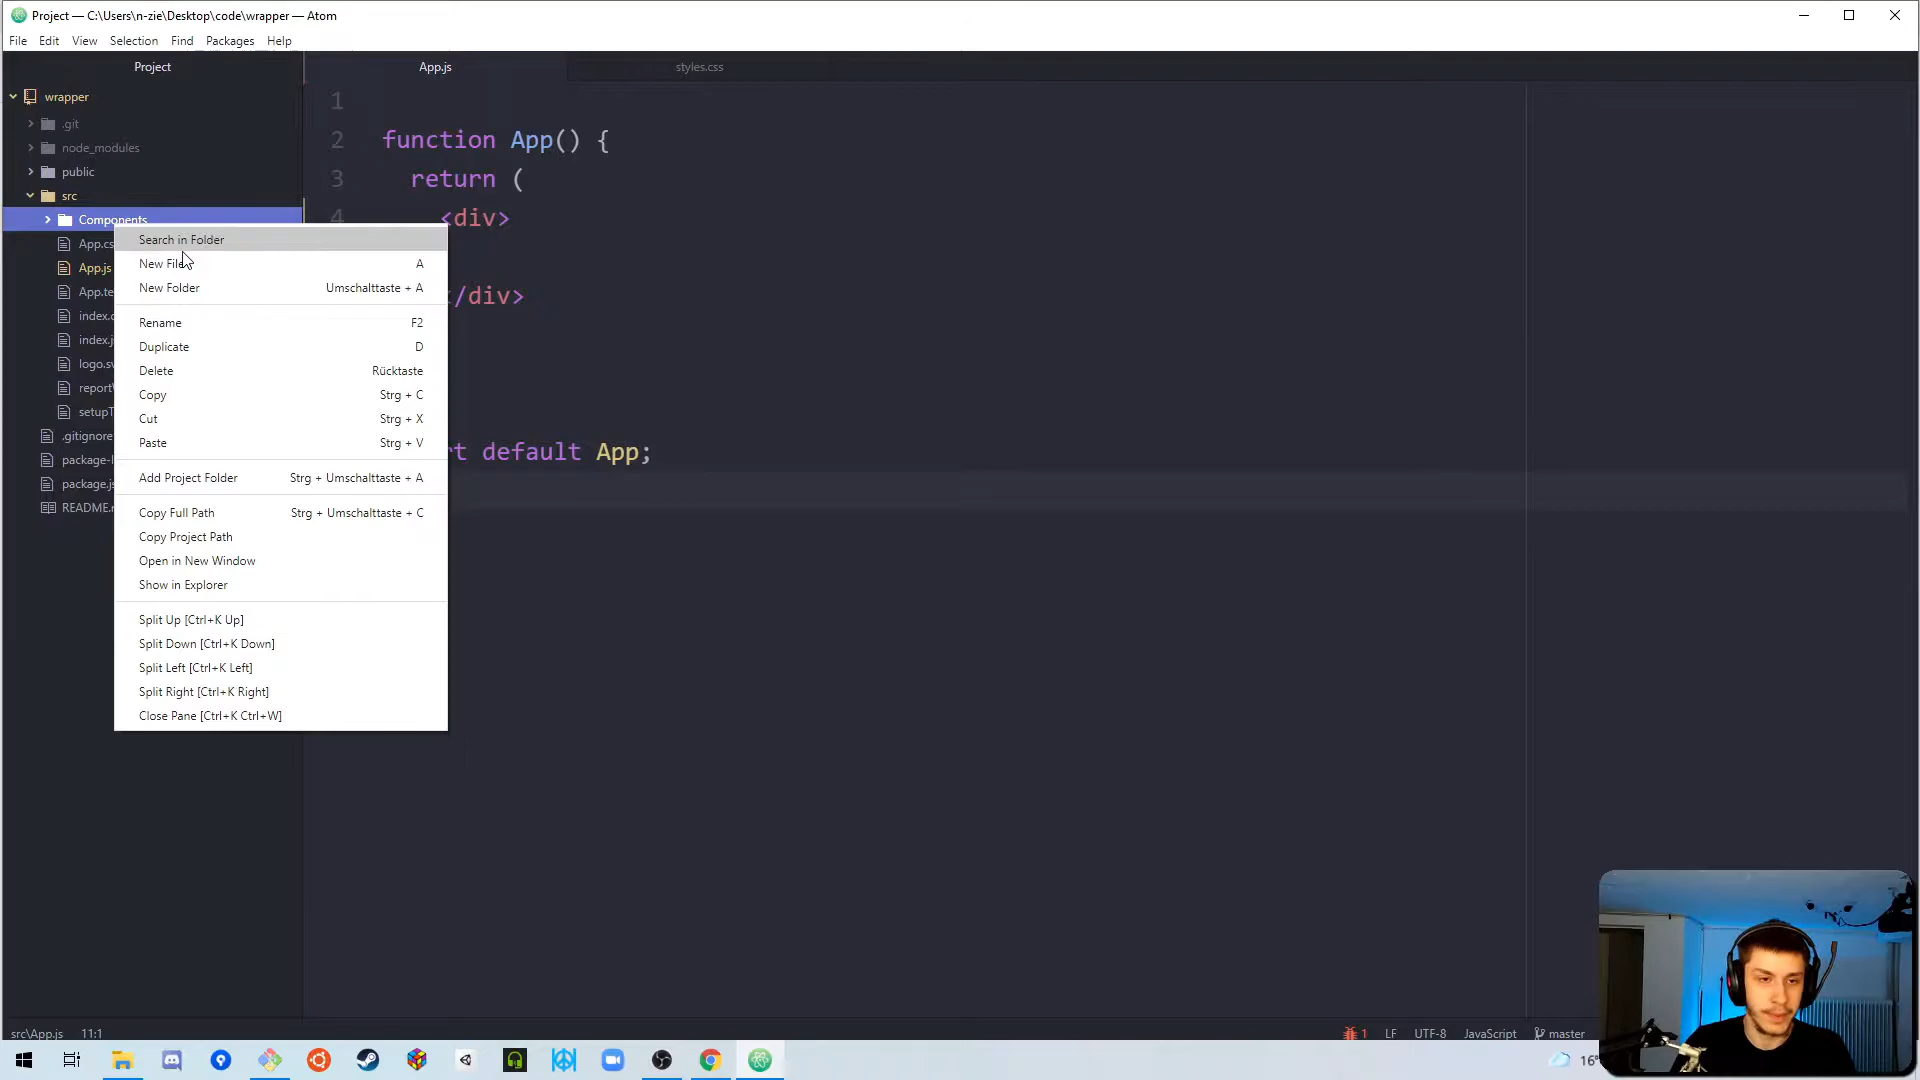 Project — C:\Users\n-zie\Desktop\code\wrapper — Atom
File Edit View Selection Find Packages Help
Project
App.js
styles.css
wrapper
.git
node_modules
public
src
Components
App.cs
App.js
App.te
index.c
index.j
logo.sv
report
setupT
.gitignore
package-l
package.js
README.
Search in Folder
New File A
New Folder Umschalttaste + A
Rename F2
Duplicate D
Delete Rücktaste
Copy Strg + C
Cut Strg + X
Paste Strg + V
Add Project Folder Strg + Umschalttaste + A
Copy Full Path Strg + Umschalttaste + C
Copy Project Path
Open in New Window
Show in Explorer
Split Up [Ctrl+K Up]
Split Down [Ctrl+K Down]
Split Left [Ctrl+K Left]
Split Right [Ctrl+K Right]
Close Pane [Ctrl+K Ctrl+W]
1
2 function App() {
3 return (
4 <div>
/div>
rt default App;
src\App.js 11:1
1 LF UTF-8 JavaScript master
16°